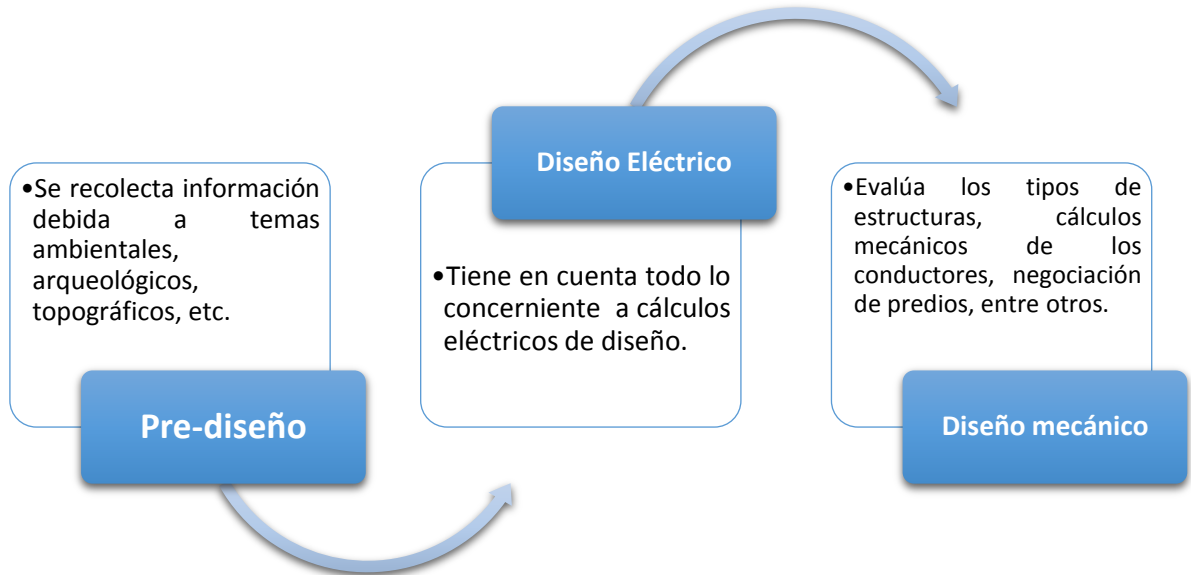 •Se recolecta información
debida a temas
ambientales,
arqueológicos,
topográficos, etc.
Pre-diseño
Diseño Eléctrico
•Tiene en cuenta todo lo
concerniente a cálculos
eléctricos de diseño.
•Evalúa los tipos de
estructuras, cálculos
mecánicos de los
conductores, negociación
de predios, entre otros.
Diseño mecánico